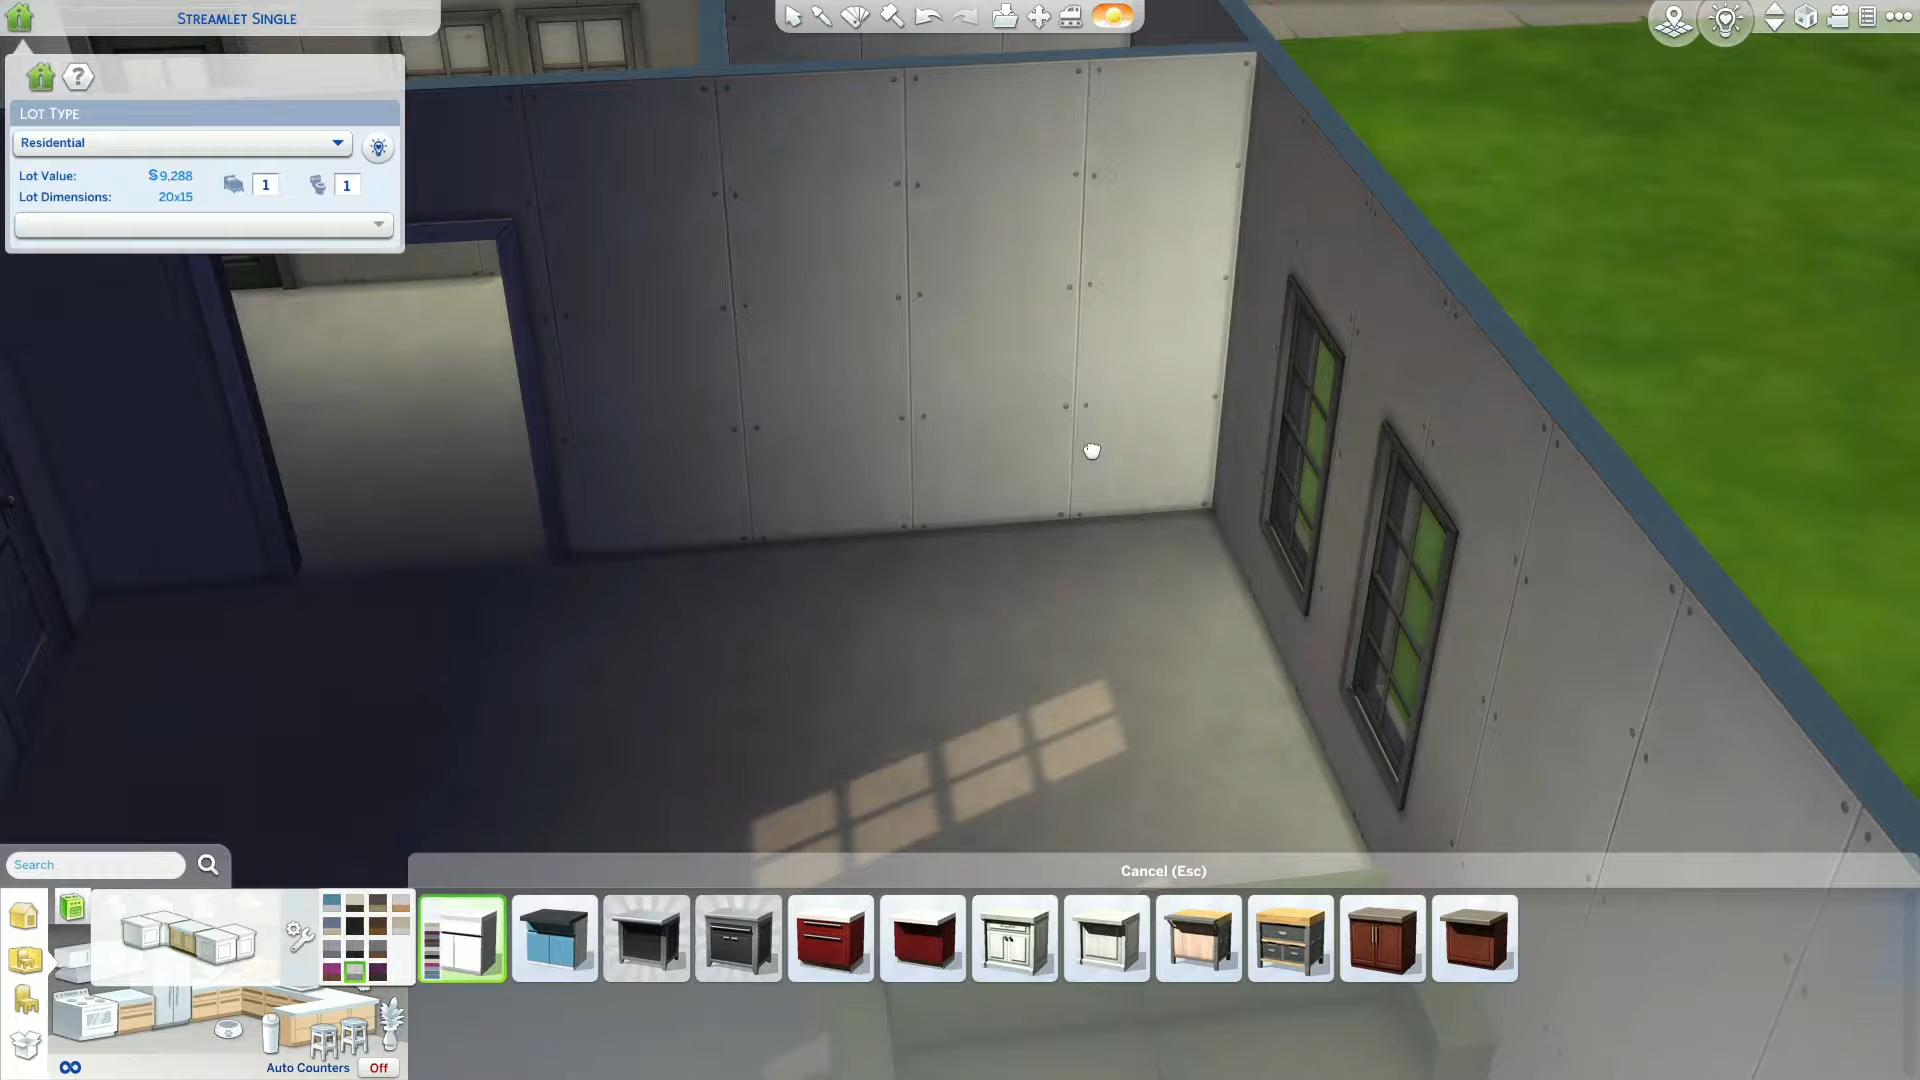 STREAMLET SINGLE
?
LOT TYPE
Residential
Lot Value: §9,288 1 1
Lot Dimensions: 20x15
Cancel (Esc)
Search
Auto Counters Off